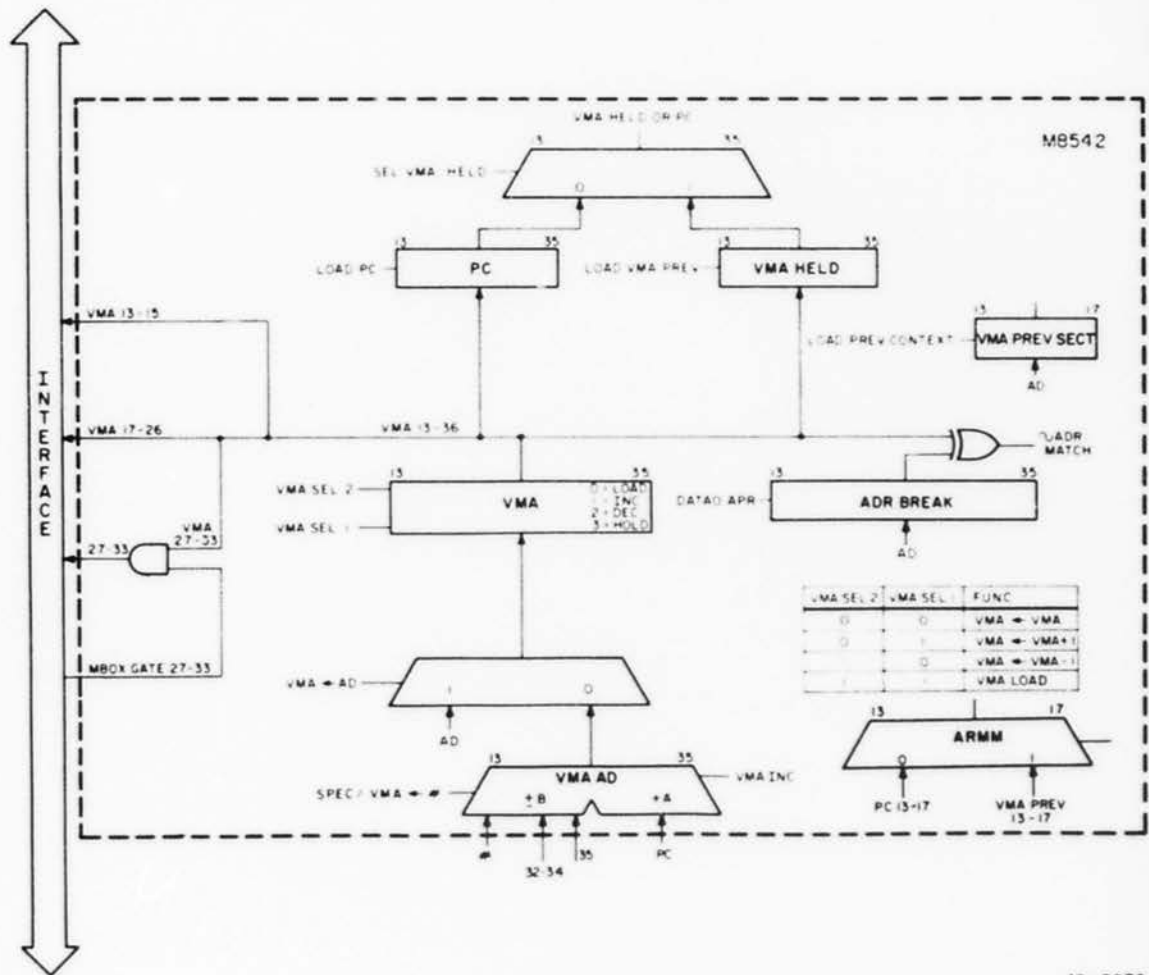 VMA HELD OR PC
13 35
M8542
SEL VMA HELD
0 1
13 35
LOAD PC
PC
13 35
LOAD VMA PREV
VMA HELD
VMA 13-15
13 17
LOAD PREV CONTEXT
VMA PREV SECT
AD
INTERFACE
VMA 17-26
VMA 13-36
ADR
MATCH
13 35
VMA SEL 2
VMA SEL 1
VMA
0=LOAD
1=INC
2=DEC
3=HOLD
13 35
DATAO APR
ADR BREAK
AD
VMA
27-33
27-33
MBOX GATE 27-33
VMA SEL 2 VMA SEL 1 FUNC
0 0 VMA ← VMA
0 1 VMA ← VMA+1
0 VMA ← VMA-1
1 1 VMA LOAD
VMA ← AD
1 0
AD
13 17
ARMM
0 1
PC 13-17
VMA PREV
13-17
13 35
VMA AD
SPEC/ VMA ← #
VMA INC
±B +A
#
32-34
35
PC